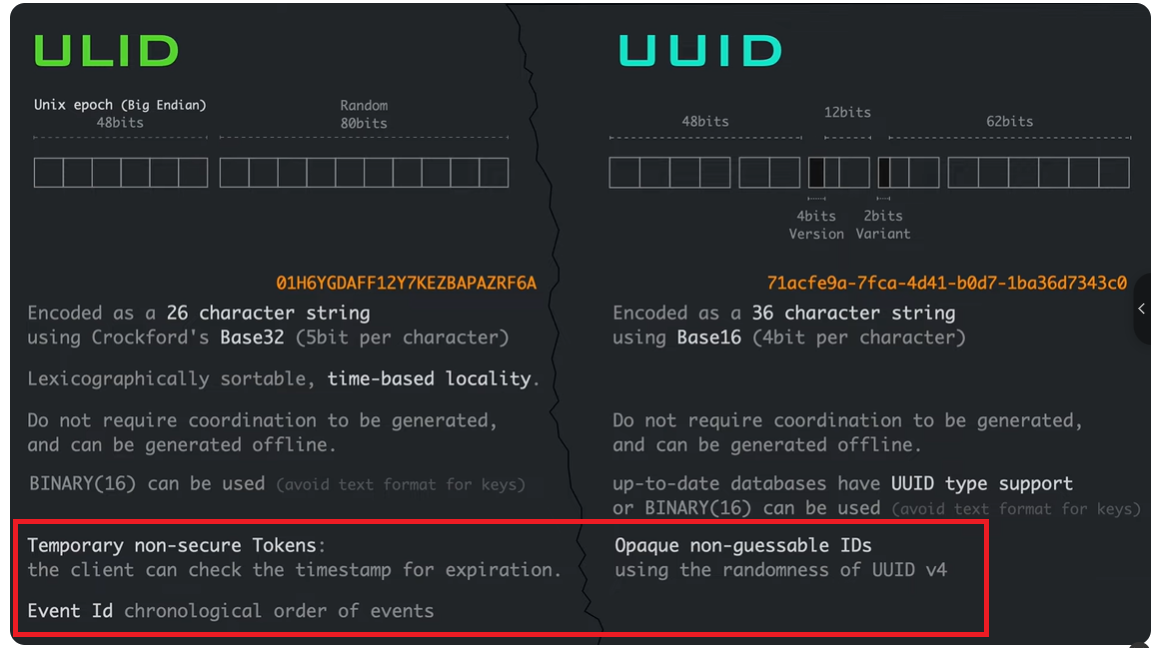 ULID
Unix epoch (Big Endian)
48bits
Random
80bits
01H6YGDAFF12Y7KEZBAPAZRF6A
Encoded as a 26 character string
using Crockford's Base32 (5bit per character)
Lexicographically sortable, time-based locality.
Do not require coordination to be generated,
and can be generated offline.
BINARY(16) can be used (avoid text format for keys)
Temporary non-secure Tokens:
the client can check the timestamp for expiration.
Event Id chronological order of events
UUID
48bits
12bits
62bits
4bits
Version
2bits
Variant
71acfe9a-7fca-4d41-b0d7-1ba36d7343c0
Encoded as a 36 character string
using Base16 (4bit per character)
Do not require coordination to be generated,
and can be generated offline.
up-to-date databases have UUID type support
or BINARY(16) can be used (avoid text format for keys)
Opaque non-guessable IDs
using the randomness of UUID v4